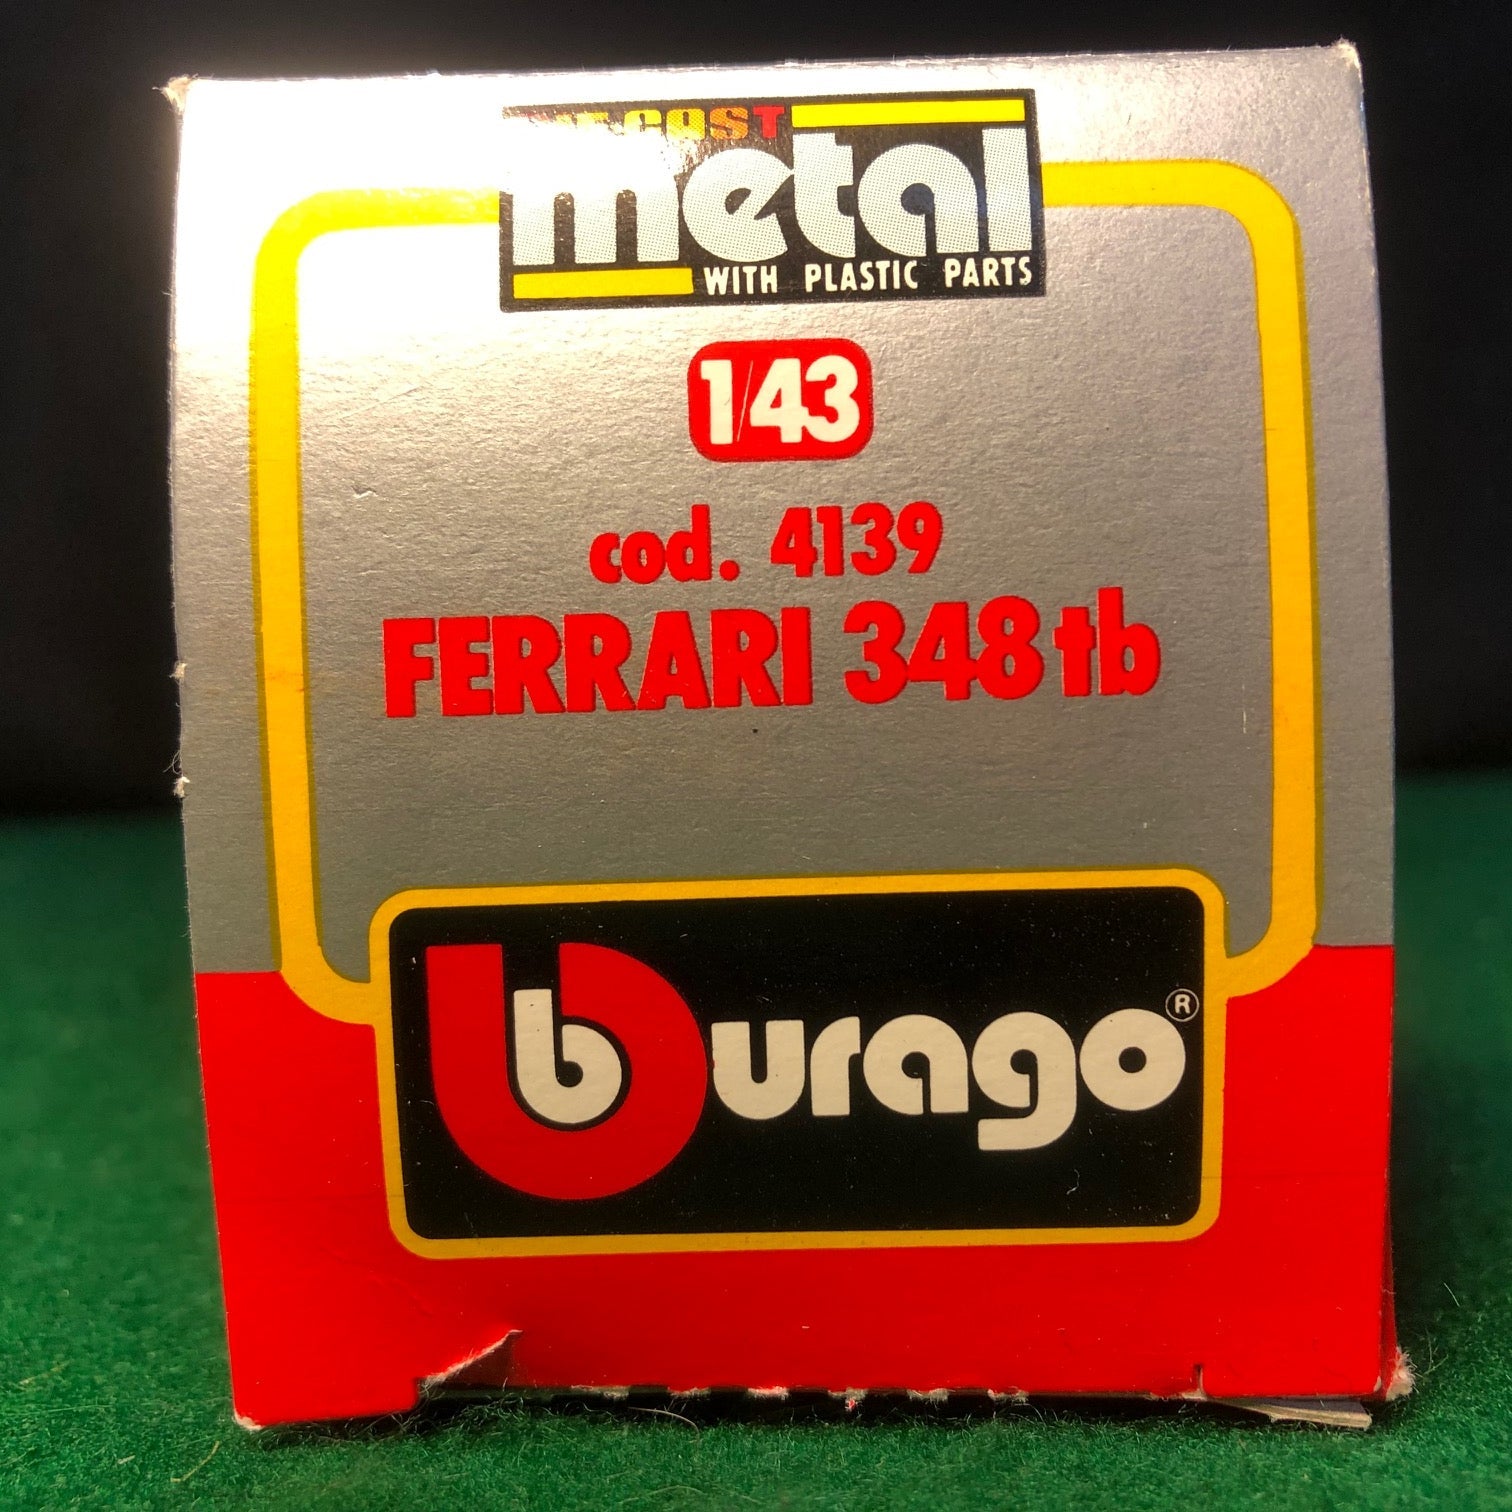 metal
WITH PLASTIC PARTS
1/43
cod. 4139
FERRARI 348tb
burago®